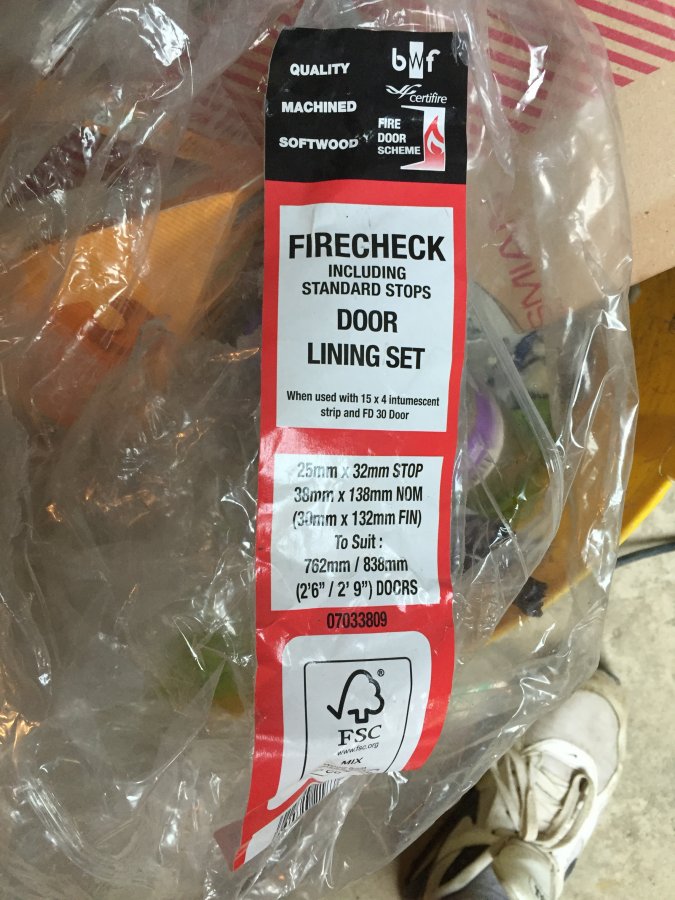 QUALITY
MACHINED
SOFTWOOD
bwf
certifire
FIRE
DOOR
SCHEME
FIRECHECK
INCLUDING
STANDARD STOPS
DOOR
LINING SET
When used with 15 x 4 intumescent
strip and FD 30 Door
25mm x 32mm STOP
38mm x 138mm NOM
(30mm x 132mm FIN)
To Suit :
762mm / 838mm
(2'6" / 2' 9") DOORS
07033809
®
FSC
www.fsc.org
MIX